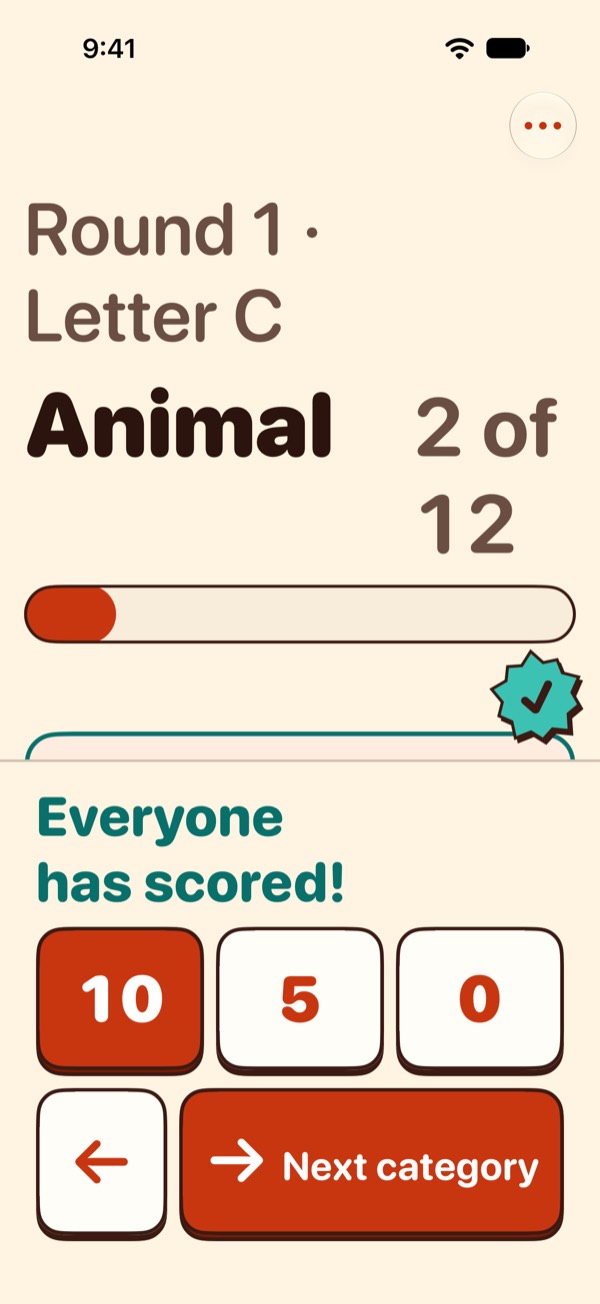 9:41
Round 1 ·
Letter C
Animal
2 of
12
Everyone
has scored!
10 5 0
Next category